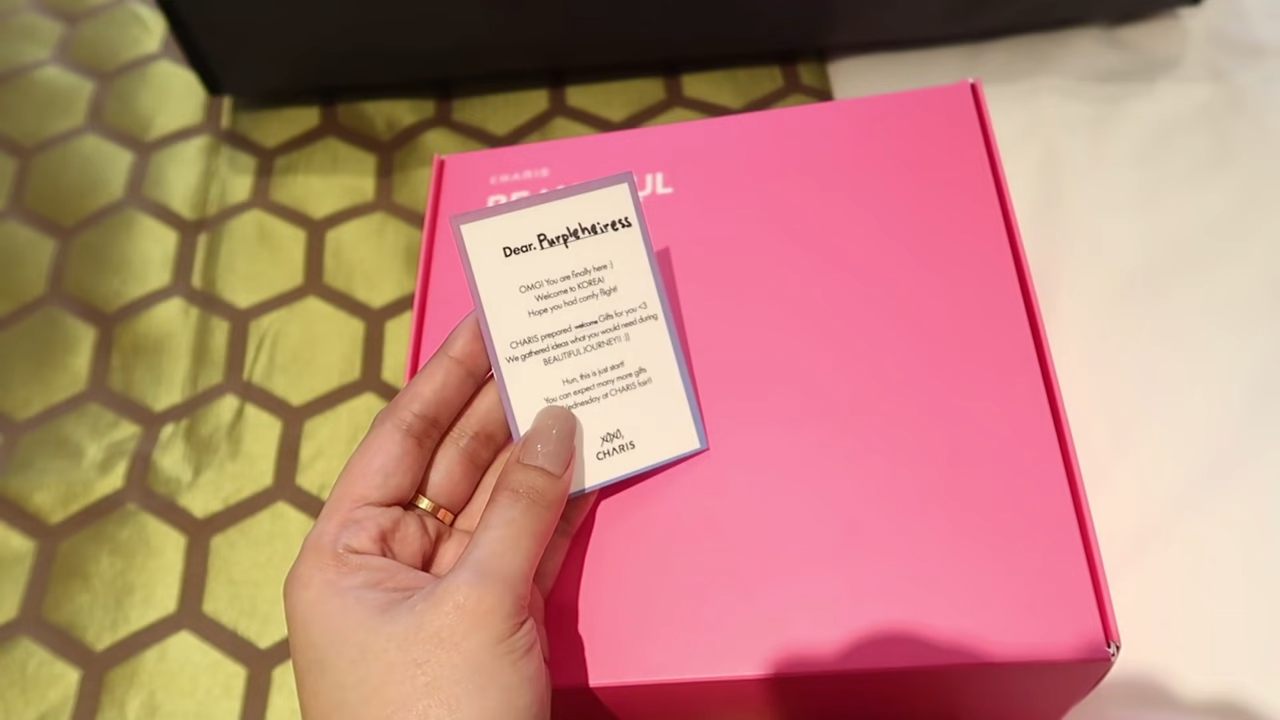 CHARIS
UL
Dear. Purpleheiress
OMG! You are finally here :)
Welcome to KOREA!
Hope you had comfy flight!
CHARIS prepared welcome Gifts for you <3
We gathered ideas what you would need during
BEAUTIFUL JOURNEY!! :))
Hun, this is just start!
You can expect many more gifts
Wednesday at CHARIS fair!!
XOXO,
CHARIS